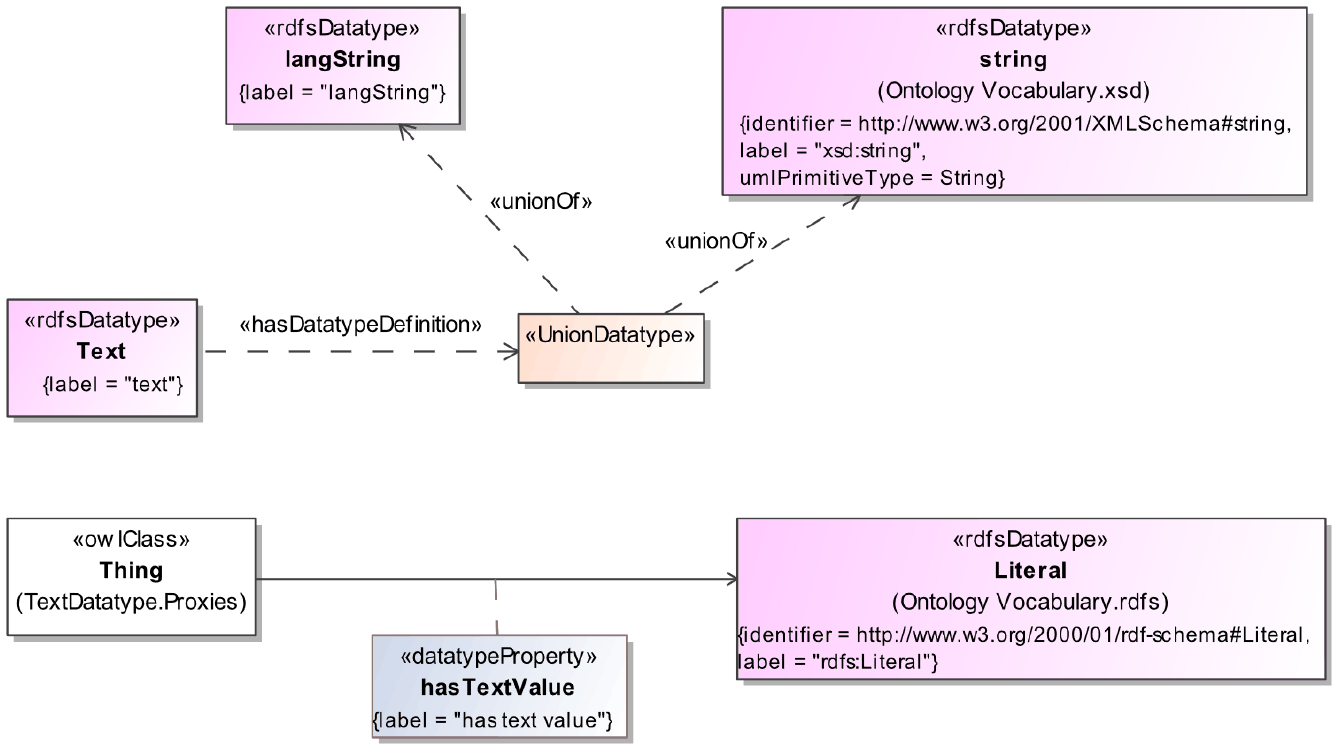 «rdfsDatatype»
langString
{label = "langString"}
«rdfsDatatype»
string
(Ontology Vocabulary.xsd)
{identifier = http://www.w3.org/2001/XMLSchema#string,
label = "xsd:string",
umlPrimitiveType = String}
«unionOf»
«unionOf»
«rdfsDatatype»
Text
{label = "text"}
«hasDatatypeDefinition»
«UnionDatatype»
«owlClass»
Thing
(TextDatatype.Proxies)
«rdfsDatatype»
Literal
(Ontology Vocabulary.rdfs)
{identifier = http://www.w3.org/2000/01/rdf-schema#Literal,
label = "rdfs:Literal"}
«datatypeProperty»
hasTextValue
{label = "has text value"}